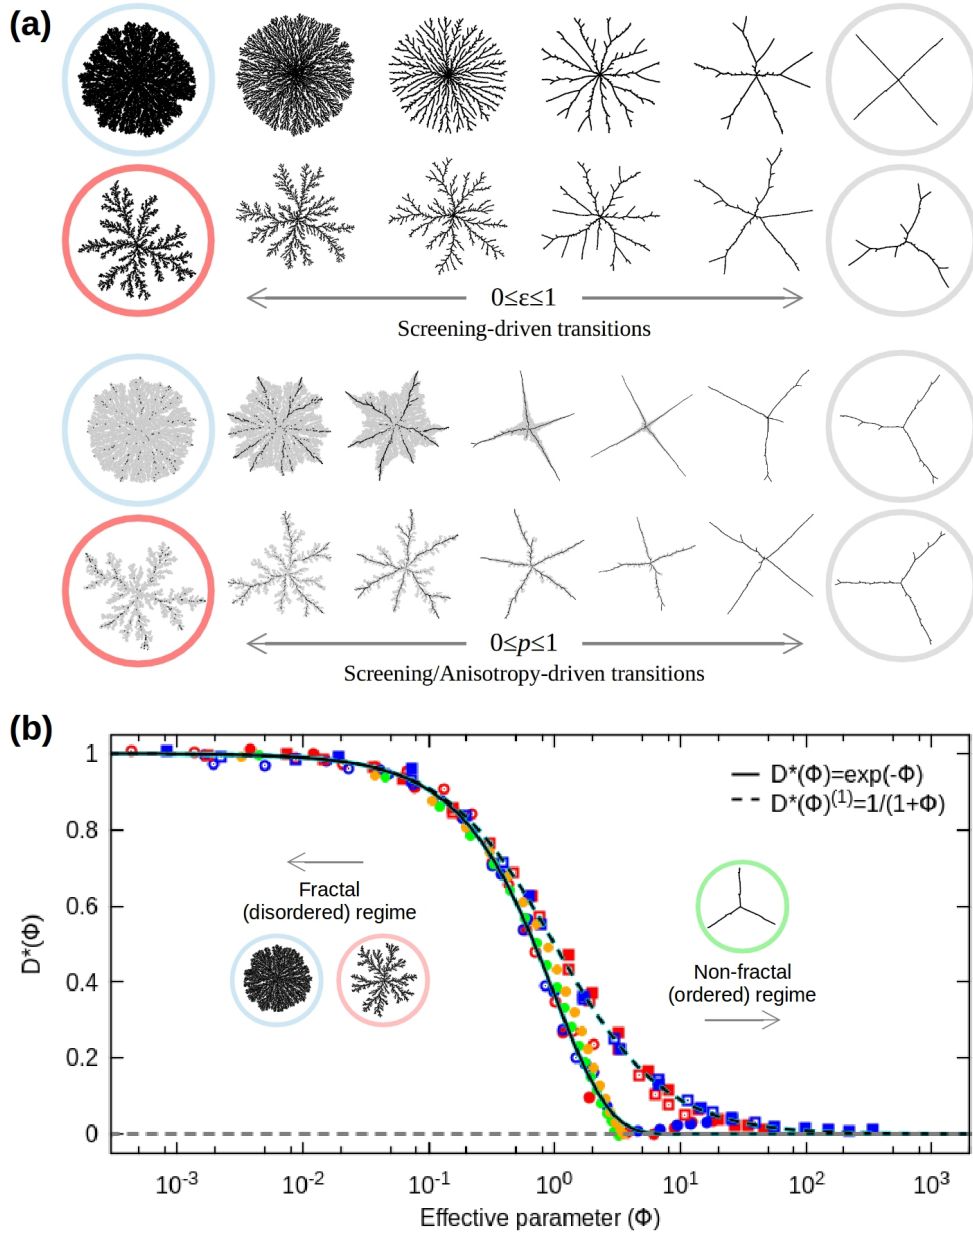 (a)
0≤ε≤1
Screening-driven transitions
0≤p≤1
Screening/Anisotropy-driven transitions
(b)
D*(Φ)=exp(-Φ)
D*(Φ)⁽¹⁾=1/(1+Φ)
1
0.8
0.6
0.4
0.2
0
D*(Φ)
Fractal
(disordered) regime
Non-fractal
(ordered) regime
10⁻³ 10⁻² 10⁻¹ 10⁰ 10¹ 10² 10³
Effective parameter (Φ)